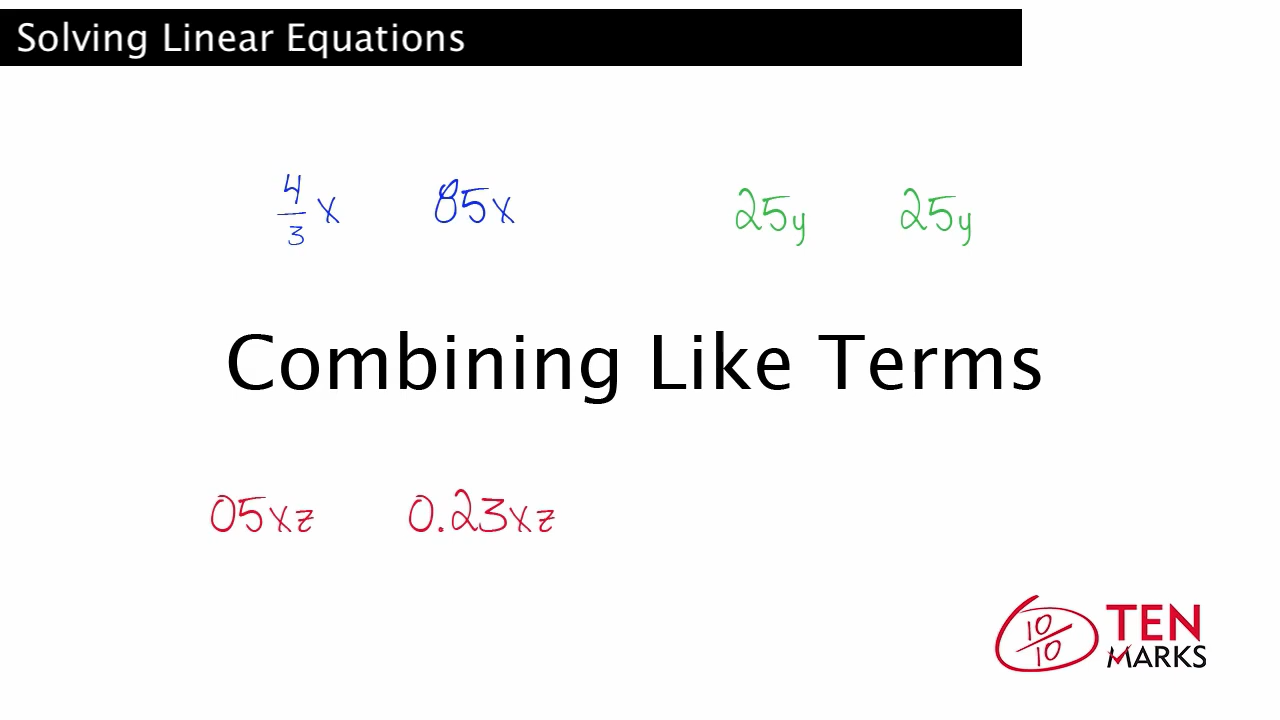 Solving Linear Equations
4/3 x 85x 25y 25y
Combining Like Terms
05xz 0.23xz
10/10 TEN
MARKS